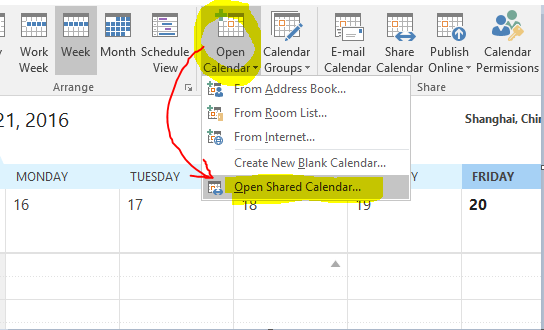 Work
Week
Week
Month
Schedule
View
Open
Calendar
Calendar
Groups
E-mail
Calendar
Share
Calendar
Publish
Online
Calendar
Permissions
Arrange
Share
From Address Book...
From Room List...
From Internet...
Create New Blank Calendar...
Open Shared Calendar...
21, 2016
Shanghai, Chin
MONDAY
TUESDAY
FRIDAY
16
17
18
19
20